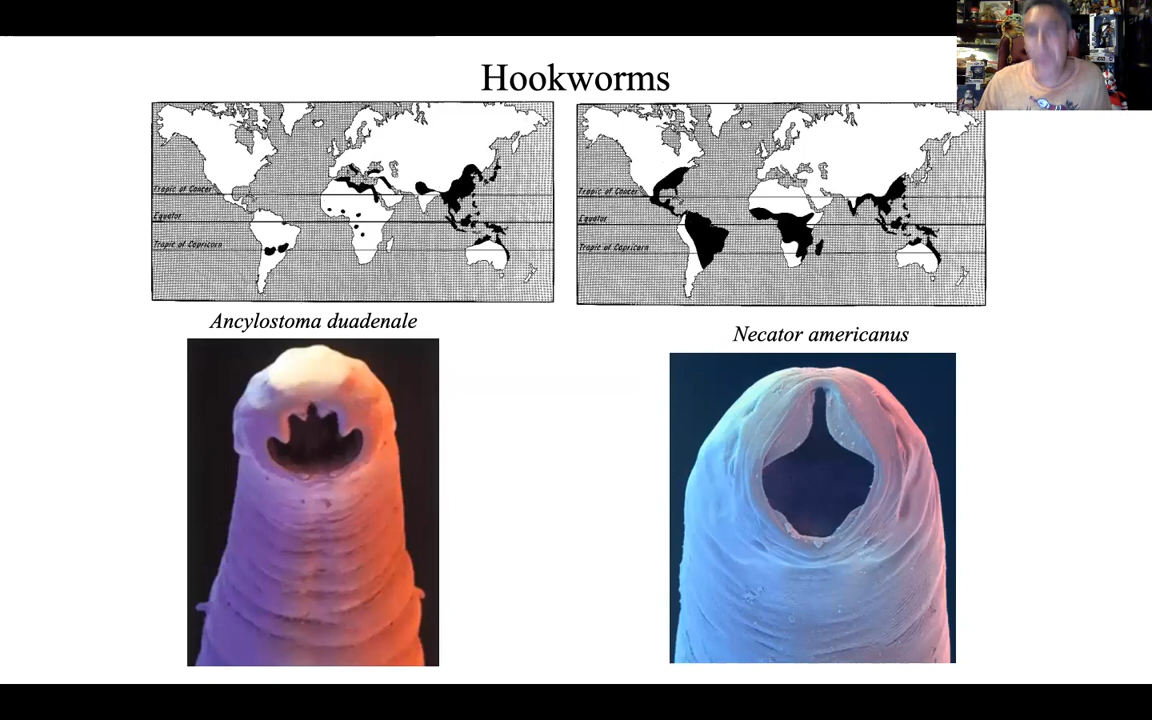 Hookworms
Tropic of Cancer
Equator
Tropic of Capricorn
Tropic of Cancer
Equator
Tropic of Capricorn
Ancylostoma duadenale
Necator americanus